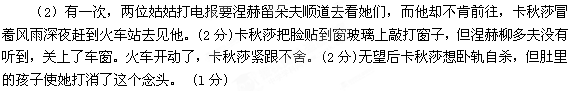 （2）有一次，两位姑姑打电报要涅赫留朵夫顺道去看她们，而他却不肯前往，卡秋莎冒
着风雨深夜赶到火车站去见他。(2 分)卡秋莎把脸贴到窗玻璃上敲打窗子，但涅赫柳多夫没有
听到，关上了车窗。火车开动了，卡秋莎紧跟不舍。(2 分)无望后卡秋莎想卧轨自杀，但肚里
的孩子使她打消了这个念头。 （1 分）